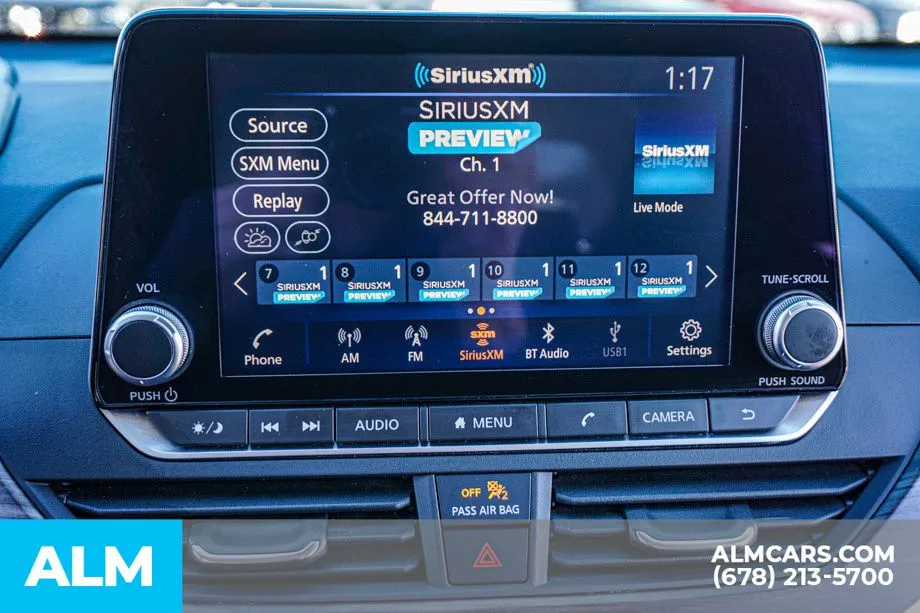 SiriusXM
1:17
SIRIUSXM
PREVIEW
Ch. 1
Source
SXM Menu
Replay
Great Offer Now!
844-711-8800
SiriusXM
Live Mode
7 1 8 1 9 1 10 1 11 1 12 1
SIRIUSXM SIRIUSXM SIRIUSXM SIRIUSXM SIRIUSXM SIRIUSXM
PREVIEW PREVIEW PREVIEW PREVIEW PREVIEW PREVIEW
sxm
Phone AM FM SiriusXM BT Audio USB1 Settings
VOL
PUSH
TUNE·SCROLL
PUSH SOUND
AUDIO MENU CAMERA
OFF 2
PASS AIR BAG
ALM
ALMCARS.COM
(678) 213-5700